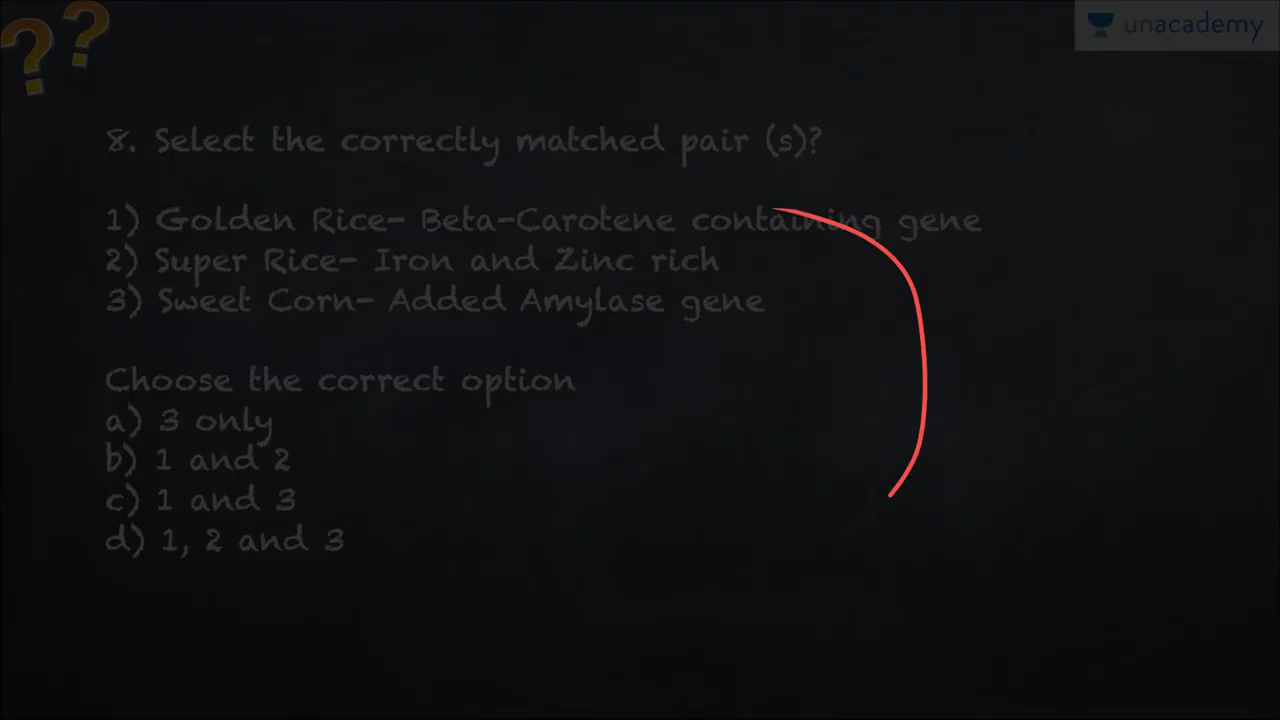 ??
unacademy
8. Select the correctly matched pair (s)?
1) Golden Rice- Beta-Carotene containing gene
2) Super Rice- Iron and Zinc rich
3) Sweet Corn- Added Amylase gene
Choose the correct option
a) 3 only
b) 1 and 2
c) 1 and 3
d) 1, 2 and 3